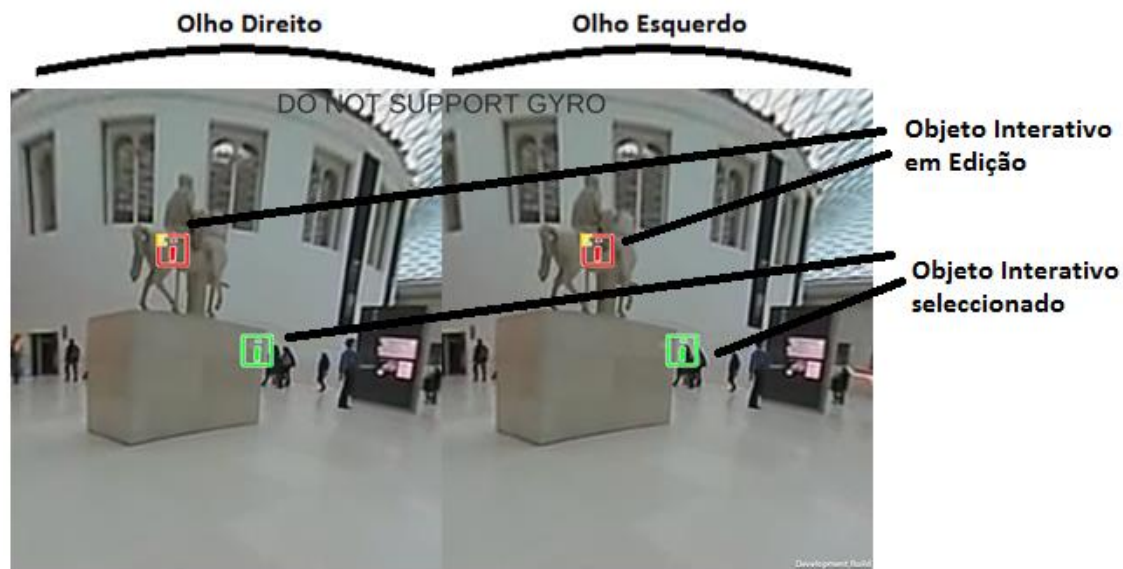 Olho Direito
Olho Esquerdo
DO NOT SUPPORT GYRO
Objeto Interativo
em Edição
Objeto Interativo
seleccionado
Development Build